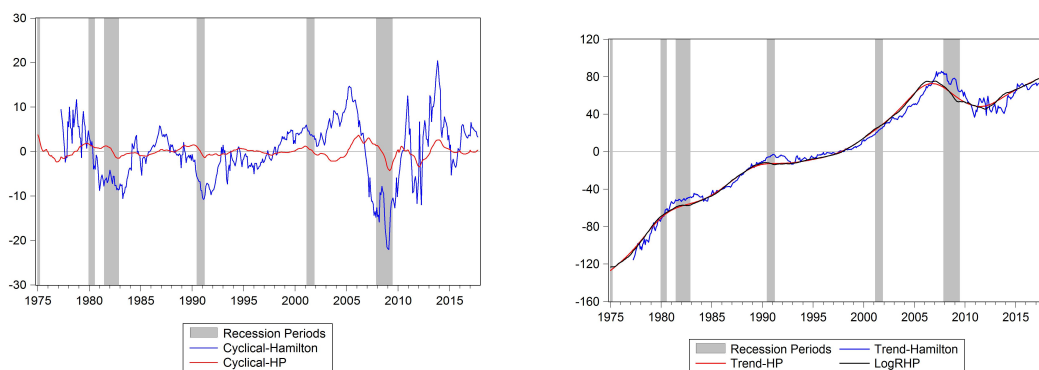 30
20
10
0
-10
-20
-30
1975 1980 1985 1990 1995 2000 2005 2010 2015
Recession Periods
Cyclical-Hamilton
Cyclical-HP
120
80
40
0
-40
-80
-120
-160
1975 1980 1985 1990 1995 2000 2005 2010 2015
Recession Periods Trend-Hamilton
Trend-HP LogRHP